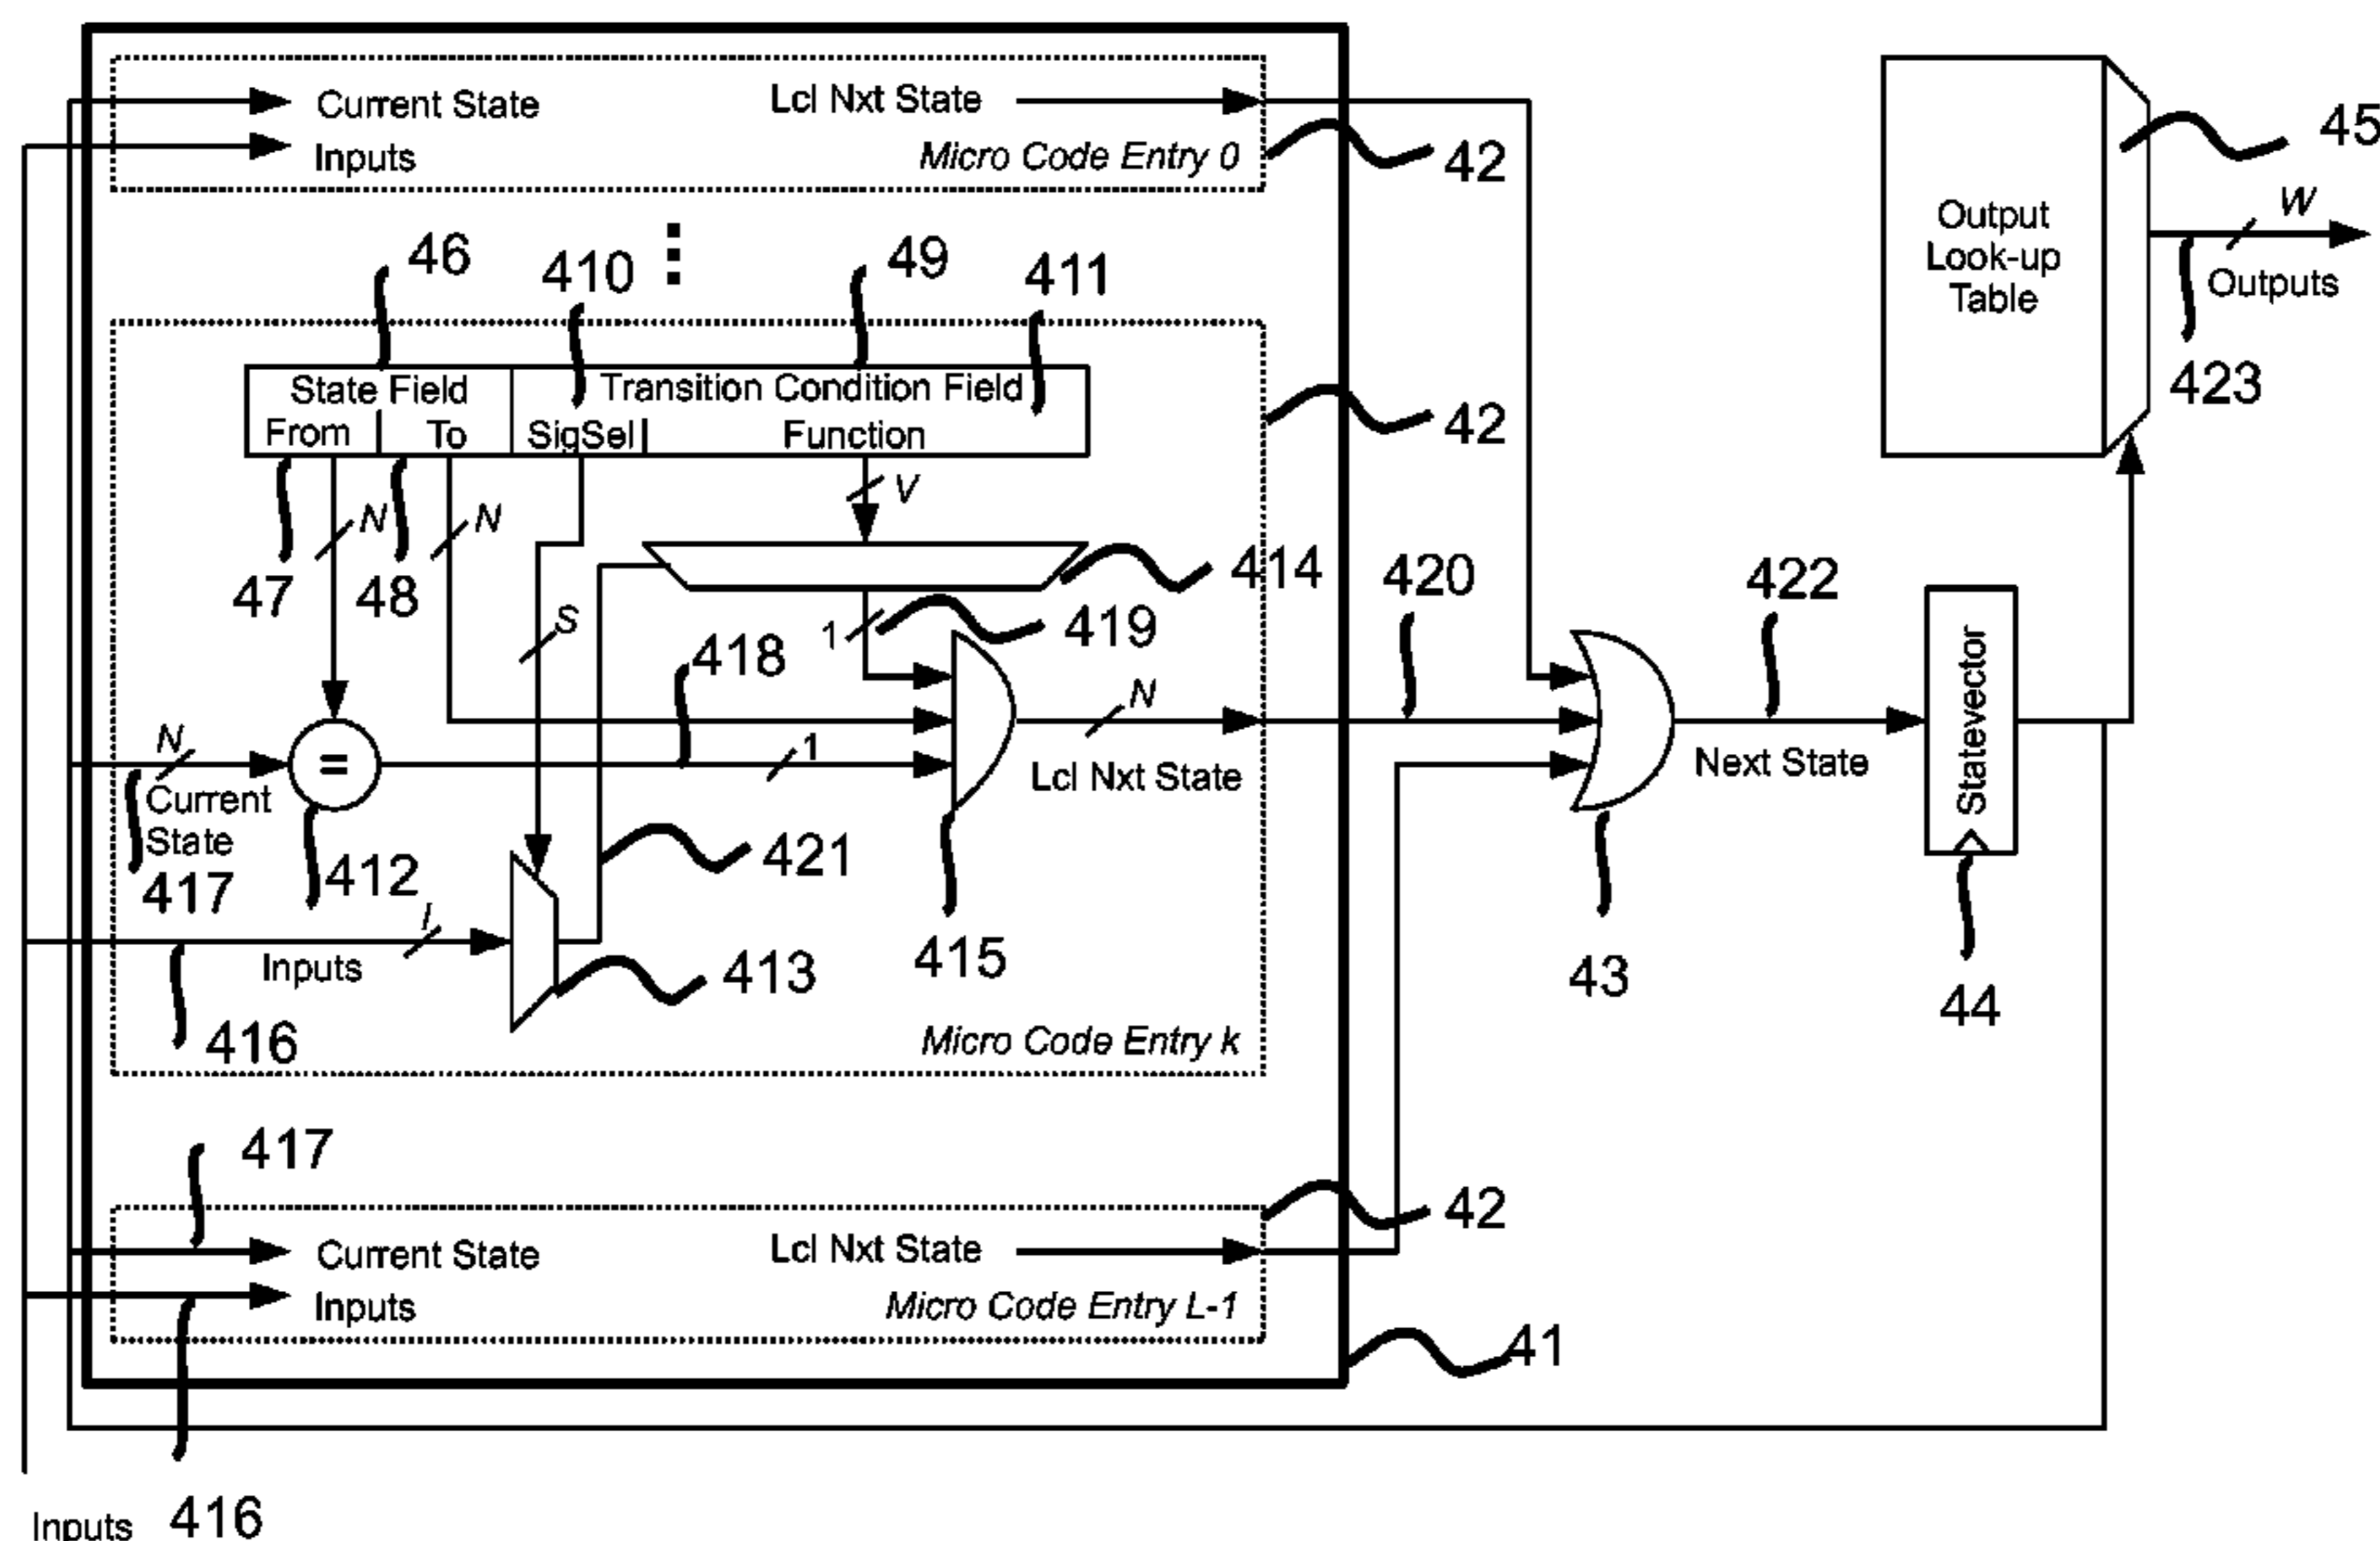 Current State
Lcl Nxt State
Inputs
Micro Code Entry 0
42
45
Output
Look-up
Table
W
Outputs
423
46
410
49
411
State Field
Transition Condition Field
From
To
SigSel
Function
42
N
N
V
47
48
414
S
1
419
418
420
422
N
N
1
Lcl Nxt State
Next State
Statevector
=
Current
State
417
412
421
I
Inputs
413
415
43
44
416
Micro Code Entry k
417
42
Current State
Lcl Nxt State
Inputs
Micro Code Entry L-1
41
Inputs
416